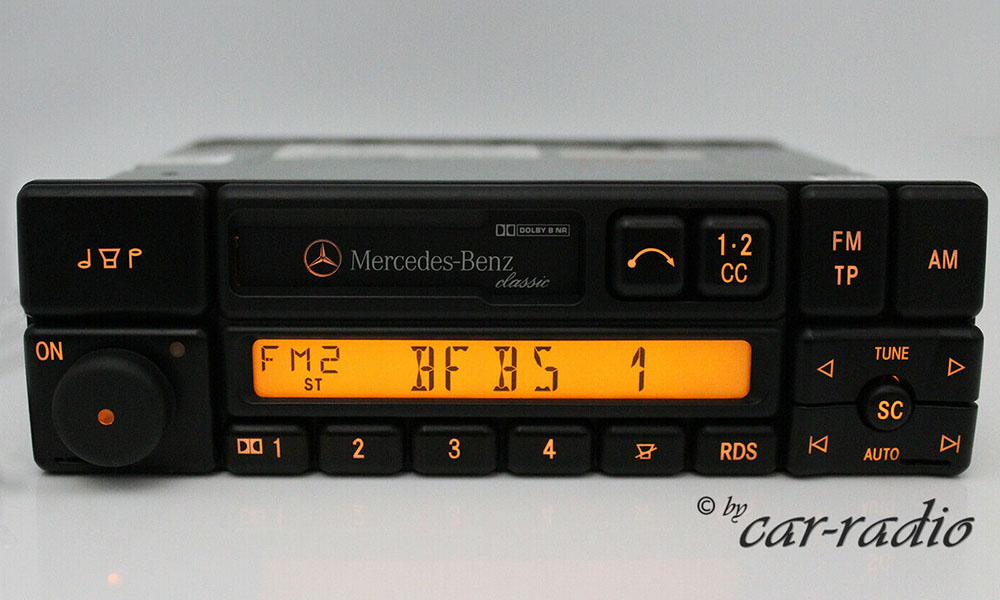 DOLBY B NR
Mercedes-Benz
classic
1·2
CC
FM
TP
AM
ON
FM2
ST
BFBS 1
TUNE
SC
AUTO
1
2
3
4
RDS
© by
car-radio